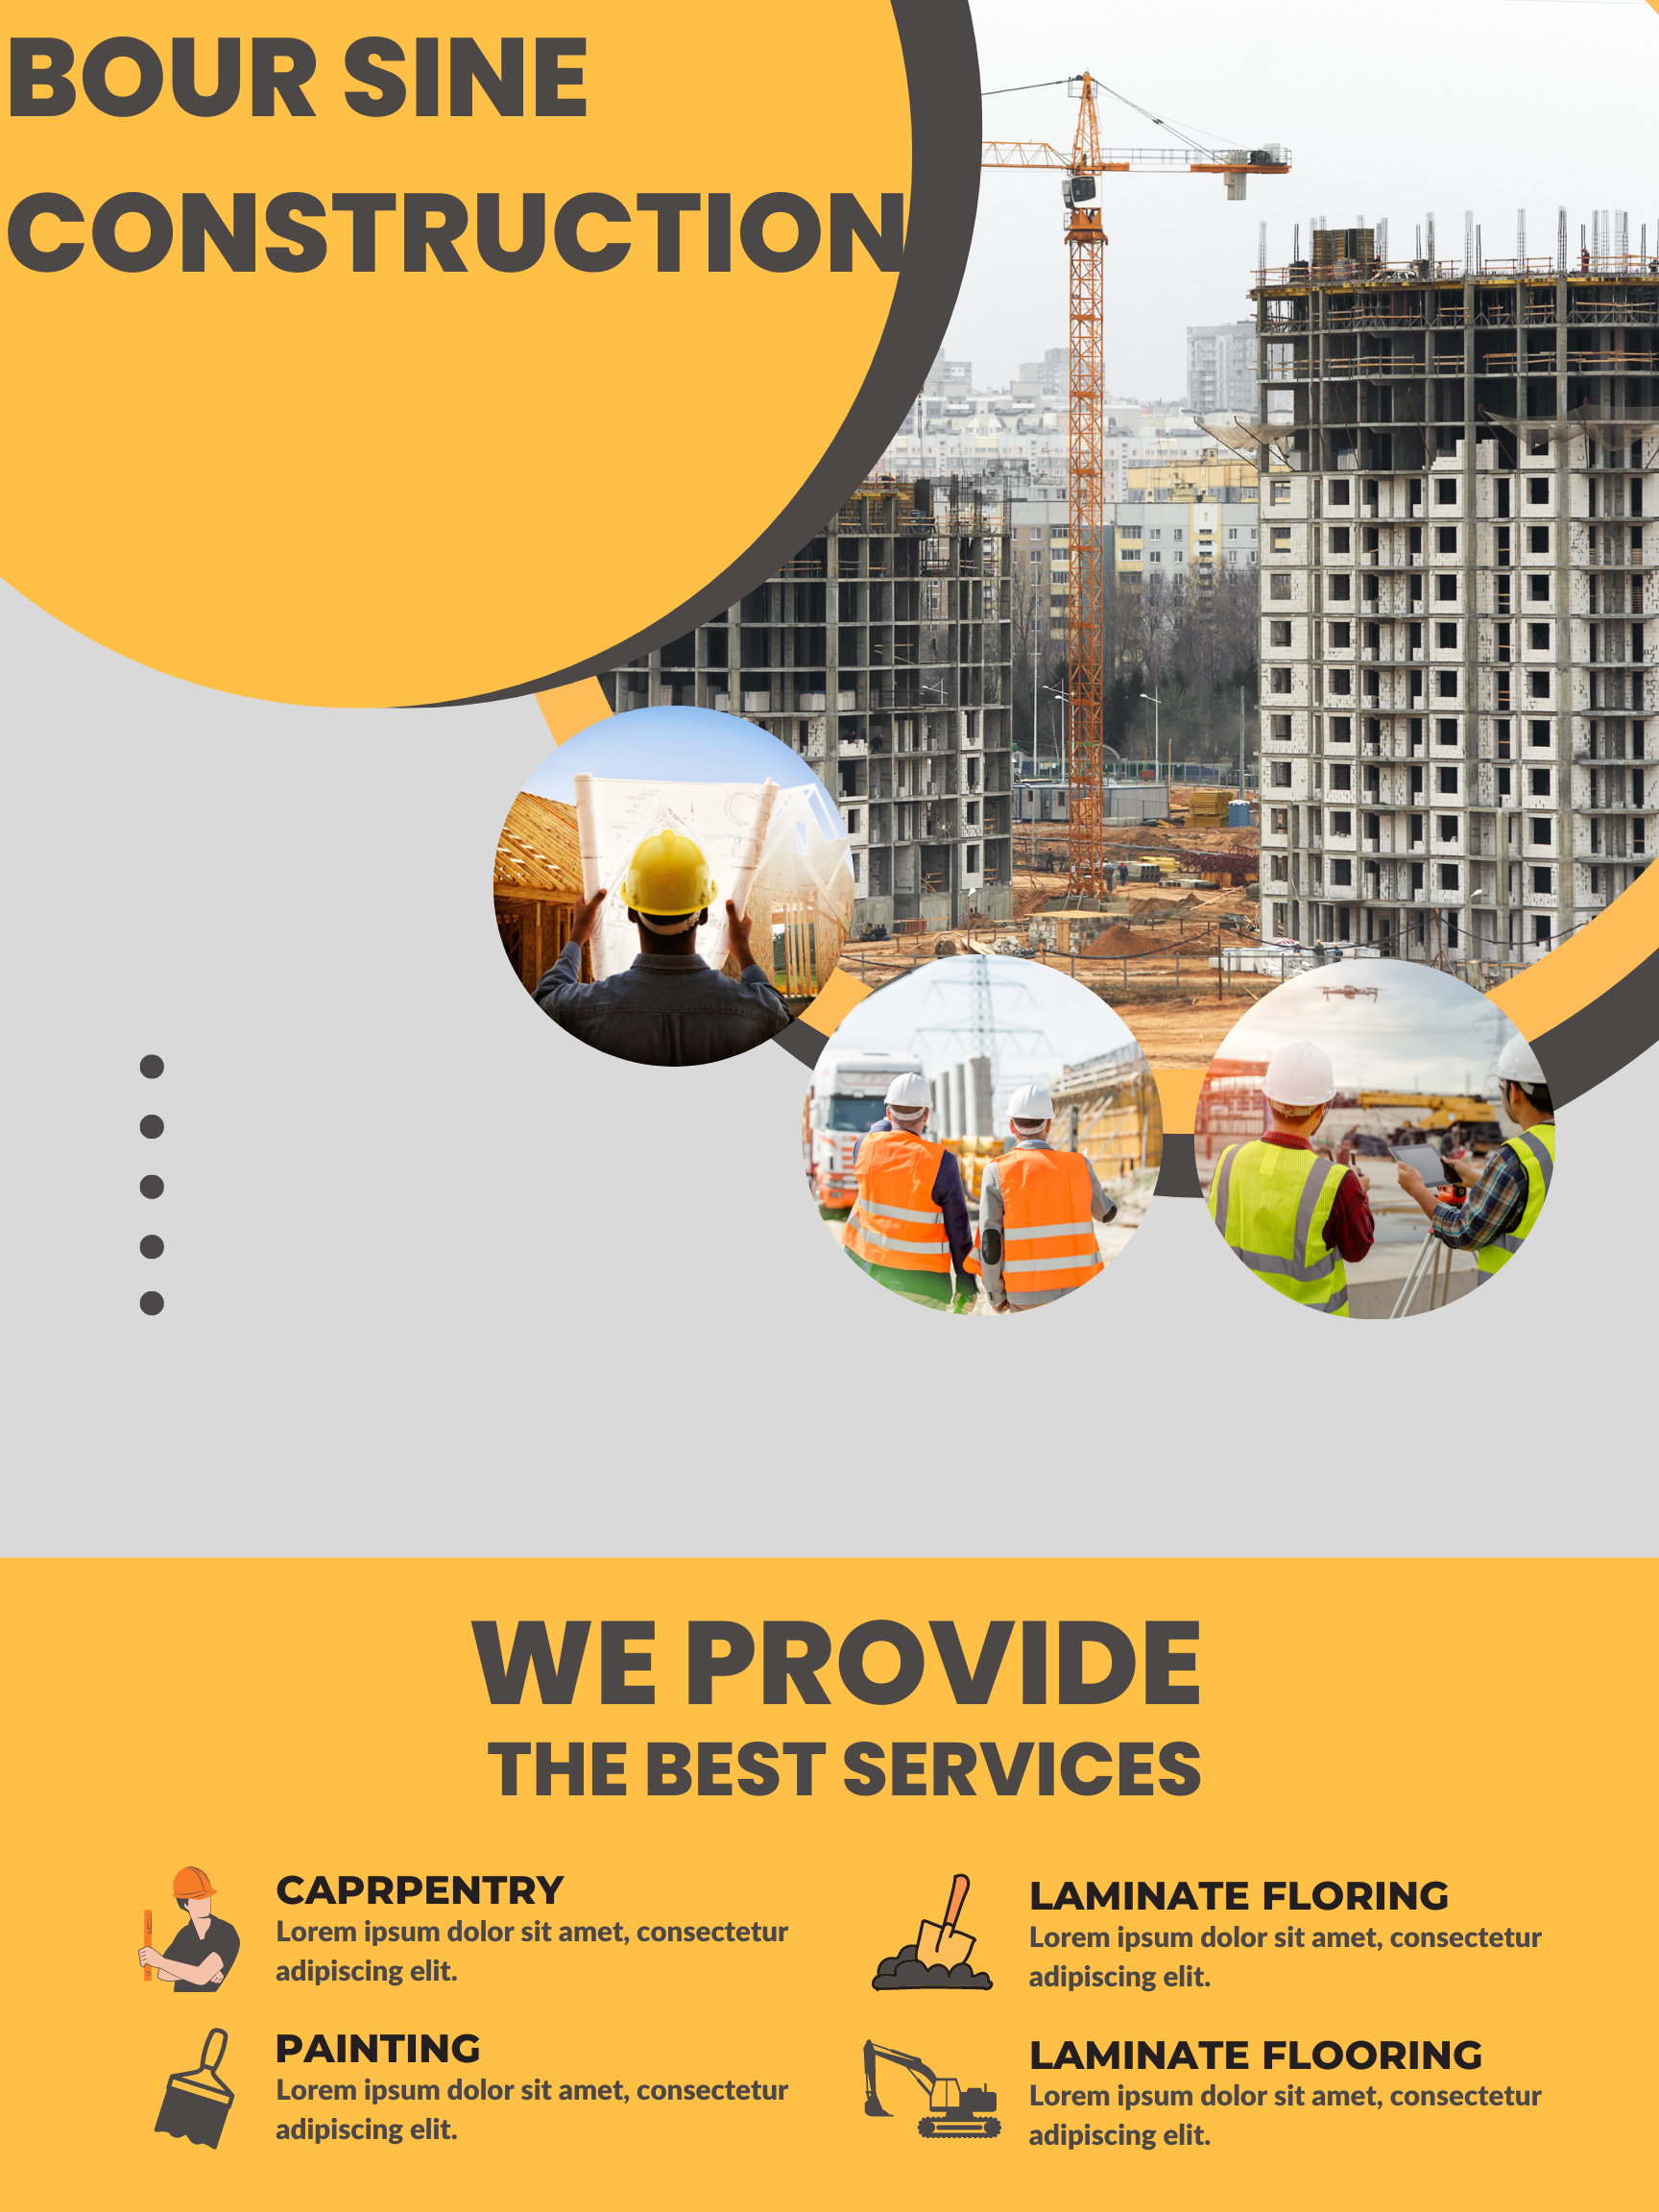 BOUR SINE
CONSTRUCTION
WE PROVIDE
THE BEST SERVICES
CAPRPENTRY
Lorem ipsum dolor sit amet, consectetur
adipiscing elit.
LAMINATE FLORING
Lorem ipsum dolor sit amet, consectetur
adipiscing elit.
PAINTING
Lorem ipsum dolor sit amet, consectetur
adipiscing elit.
LAMINATE FLOORING
Lorem ipsum dolor sit amet, consectetur
adipiscing elit.